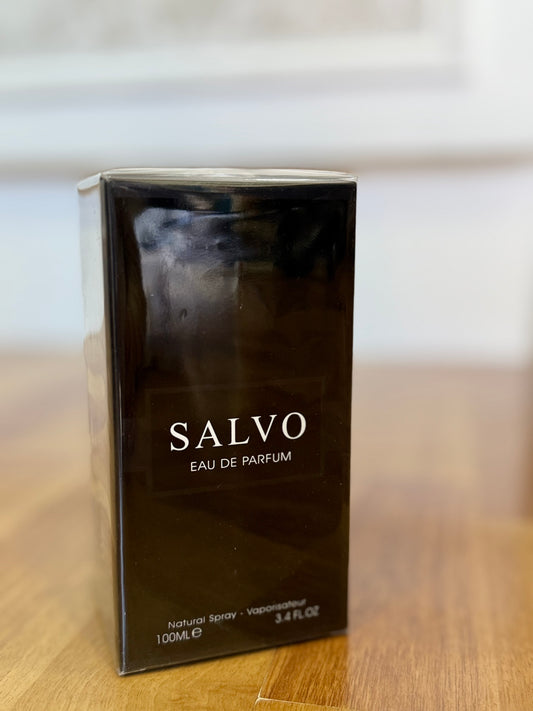 SALVO
EAU DE PARFUM
Natural Spray - Vaporisateur
100ML℮ 3.4 FL.OZ